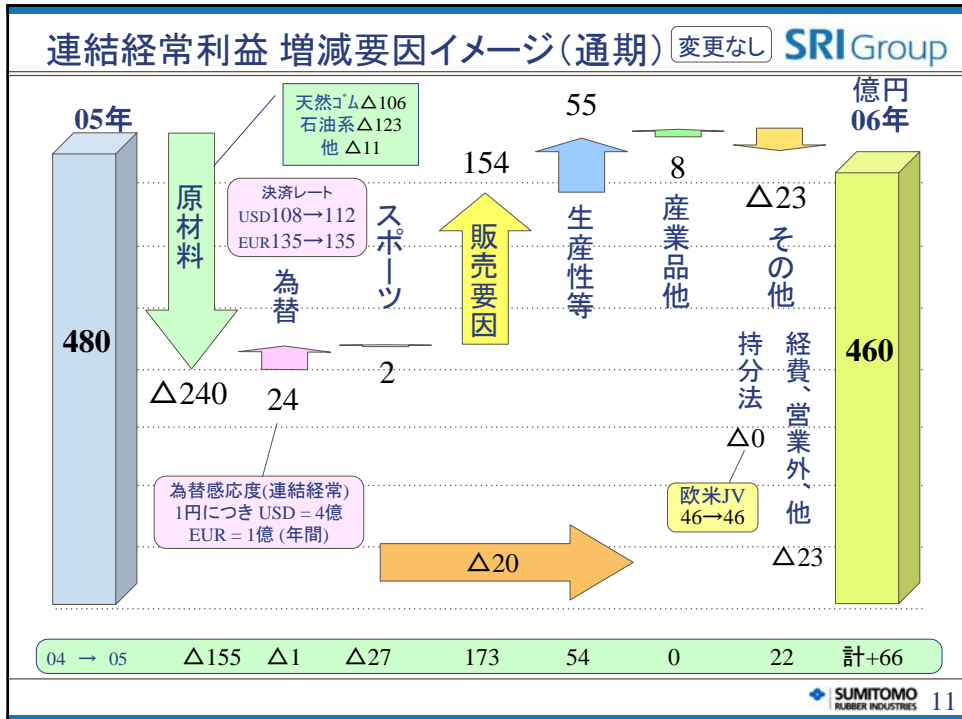 連結経常利益 増減要因イメージ(通期)
変更なし
SRI Group
億円
05年
06年
天然ｺﾞﾑ△106
石油系△123
他 △11
原材料
△240
決済レート
USD108→112
EUR135→135
為替
24
スポーツ
2
154
販売要因
55
生産性等
8
産業品他
△23
その他
480
460
持分法
△0
経費、営業外、他
△23
欧米JV
46→46
為替感応度(連結経常)
1円につき USD = 4億
EUR = 1億 (年間)
△20
04 → 05 △155 △1 △27 173 54 0 22 計+66
SUMITOMO
RUBBER INDUSTRIES
11